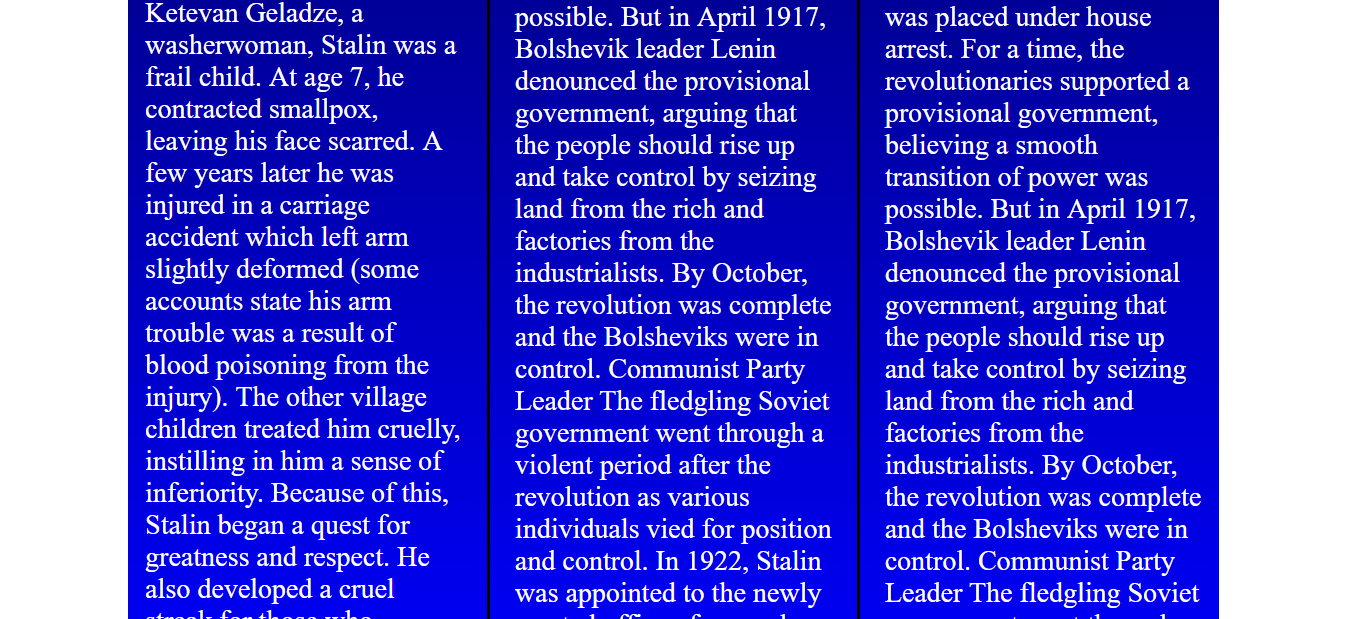 Ketevan Geladze, a
washerwoman, Stalin was a
frail child. At age 7, he
contracted smallpox,
leaving his face scarred. A
few years later he was
injured in a carriage
accident which left arm
slightly deformed (some
accounts state his arm
trouble was a result of
blood poisoning from the
injury). The other village
children treated him cruelly,
instilling in him a sense of
inferiority. Because of this,
Stalin began a quest for
greatness and respect. He
also developed a cruel
streak for those who
possible. But in April 1917,
Bolshevik leader Lenin
denounced the provisional
government, arguing that
the people should rise up
and take control by seizing
land from the rich and
factories from the
industrialists. By October,
the revolution was complete
and the Bolsheviks were in
control. Communist Party
Leader The fledgling Soviet
government went through a
violent period after the
revolution as various
individuals vied for position
and control. In 1922, Stalin
was appointed to the newly
was placed under house
arrest. For a time, the
revolutionaries supported a
provisional government,
believing a smooth
transition of power was
possible. But in April 1917,
Bolshevik leader Lenin
denounced the provisional
government, arguing that
the people should rise up
and take control by seizing
land from the rich and
factories from the
industrialists. By October,
the revolution was complete
and the Bolsheviks were in
control. Communist Party
Leader The fledgling Soviet